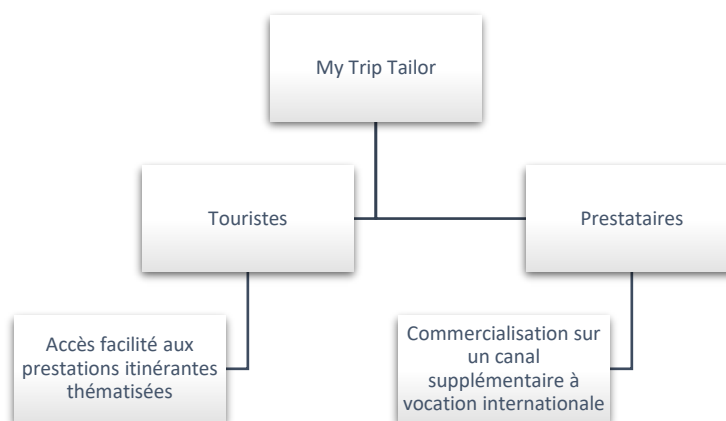 My Trip Tailor
Touristes
Prestataires
Accès facilité aux
prestations itinérantes
thématisées
Commercialisation sur
un canal
supplémentaire à
vocation internationale